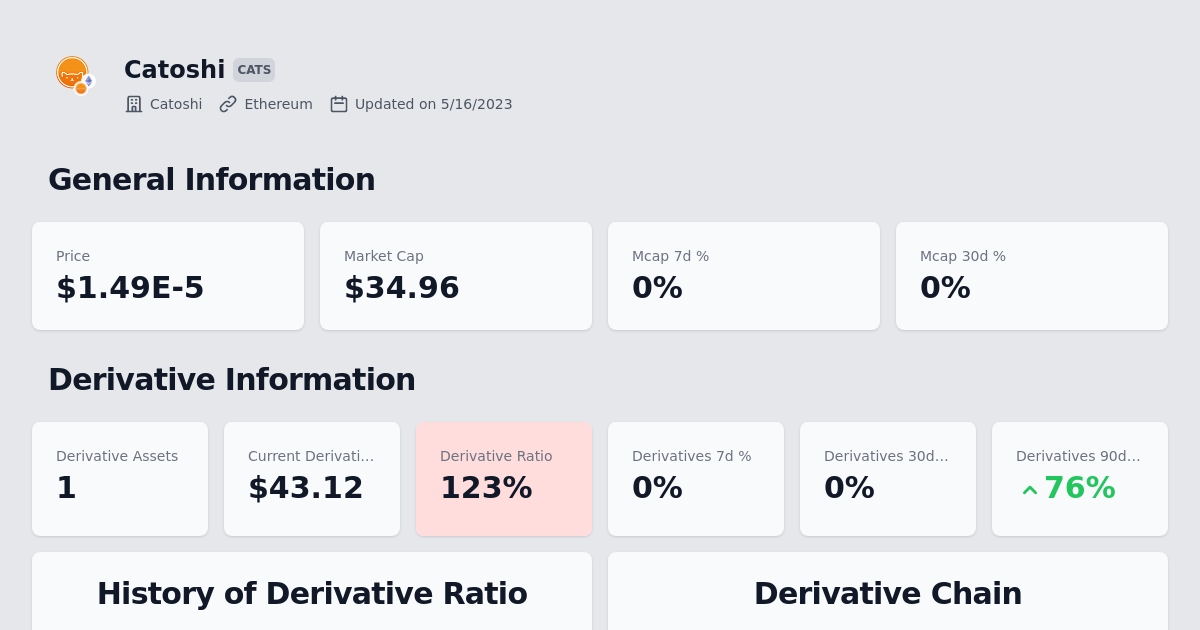 Catoshi CATS
Catoshi Ethereum Updated on 5/16/2023
General Information
Price
$1.49E-5
Market Cap
$34.96
Mcap 7d %
0%
Mcap 30d %
0%
Derivative Information
Derivative Assets
1
Current Derivati...
$43.12
Derivative Ratio
123%
Derivatives 7d %
0%
Derivatives 30d...
0%
Derivatives 90d...
76%
History of Derivative Ratio
Derivative Chain